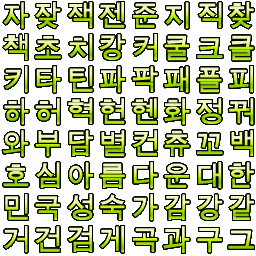 자 잦 잭 젠 준 지 직 찾
책 초 치 캉 커 쿨 크 클
키 타 틴 파 팍 패 플 피
하 허 혁 헌 현 화 정 꿔
와 부 담 별 컨 츄 꼬 백
호 심 아 름 다 운 대 한
민 국 성 숙 가 감 강 갈
거 건 검 게 곡 과 구 그